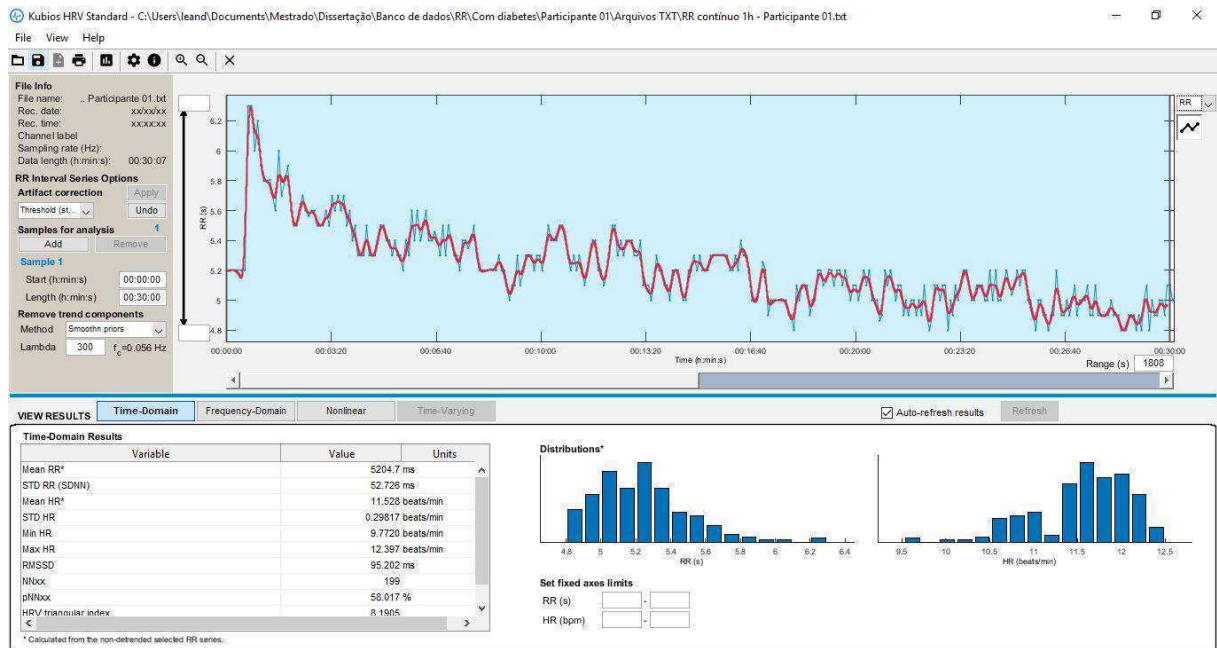 Kubios HRV Standard - C:\Users\leand\Documents\Mestrado\Dissertação\Banco de dados\RR\Com diabetes\Participante 01\Arquivos TXT\RR contínuo 1h - Participante 01.txt
File View Help
File Info
File name: .. Participante 01 txt
Rec. date: xx/xx/xx
Rec. time: xx:xx:xx
Channel label
Sampling rate (Hz):
Data length (h:min:s): 00:30:07
RR Interval Series Options
Artifact correction Apply
Threshold (st... Undo
Samples for analysis 1
Add Remove
Sample 1
Start (h:min:s) 00:00:00
Length (h:min:s) 00:30:00
Remove trend components
Method Smoothn priors
Lambda 300 fc=0.056 Hz
RR (s)
6.2
6
5.8
5.6
5.4
5.2
5
4.8
00:00:00 00:03:20 00:06:40 00:10:00 00:13:20 00:16:40 00:20:00 00:23:20 00:26:40 00:30:00
Time (h:min:s)
Range (s) 1808
RR
VIEW RESULTS Time-Domain Frequency-Domain Nonlinear Time-Varying Auto-refresh results Refresh
Time-Domain Results
Variable Value Units
Mean RR* 5204.7 ms
STD RR (SDNN) 52.726 ms
Mean HR* 11.528 beats/min
STD HR 0.29817 beats/min
Min HR 9.7720 beats/min
Max HR 12.397 beats/min
RMSSD 95.202 ms
NNxx 199
pNNxx 58.017 %
HRV triangular index 8.1905
* Calculated from the non-detrended selected RR series.
Distributions*
4.8 5 5.2 5.4 5.6 5.8 6 6.2 6.4
RR (s)
9.5 10 10.5 11 11.5 12 12.5
HR (beats/min)
Set fixed axes limits
RR (s) -
HR (bpm) -